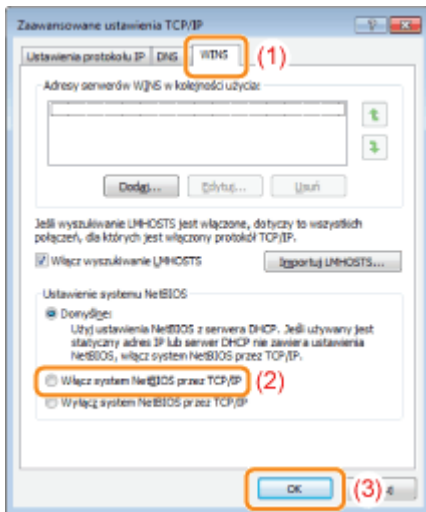 Zaawansowane ustawienia TCP/IP
Ustawienia protokołu IP DNS WINS (1)
Adresy serwerów WINS w kolejności użycia:
Dodaj... Edytuj... Usuń
Jeśli wyszukiwanie LMHOSTS jest włączone, dotyczy to wszystkich
połączeń, dla których jest włączony protokół TCP/IP.
Włącz wyszukiwanie LMHOSTS Importuj LMHOSTS...
Ustawienie systemu NetBIOS
Domyślne:
Użyj ustawienia NetBIOS z serwera DHCP. Jeśli używany jest
statyczny adres IP lub serwer DHCP nie zawiera ustawienia
NetBIOS, włącz system NetBIOS przez TCP/IP.
Włącz system NetBIOS przez TCP/IP (2)
Wyłącz system NetBIOS przez TCP/IP
OK (3)